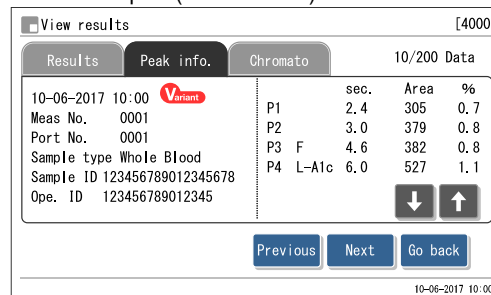 View results [4000
Results Peak info. Chromato 10/200 Data
10-06-2017 10:00 Variant
Meas No. 0001
Port No. 0001
Sample type Whole Blood
Sample ID 123456789012345678
Ope. ID 123456789012345
sec. Area %
P1 2.4 305 0.7
P2 3.0 379 0.8
P3 F 4.6 382 0.8
P4 L-A1c 6.0 527 1.1
Previous Next Go back
10-06-2017 10:00